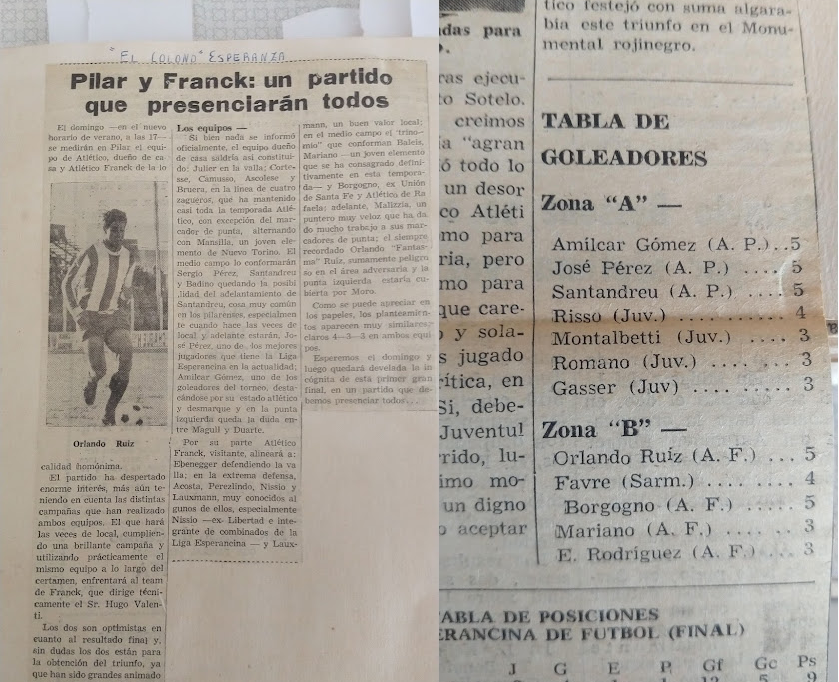 "EL COLONO" ESPERANZA
Pilar y Franck: un partido
que presenciarán todos
El domingo —en el nuevo
horario de verano, a las 17—
se medirán en Pilar el equi-
po de Atlético, dueño de ca
sa y Atlético Franck de la lo
Orlando Ruiz
calidad homónima.
El partido ha despertado
enorme interés, más aún te-
niendo en cuenta las distintas
campañas que han realizado
ambos equipos. El que hará
las veces de local, cumplien-
do una brillante campaña y
utilizando prácticamente el
mismo equipo a lo largo del
certamen, enfrentará al team
de Franck, que dirige técni-
camente el Sr. Hugo Valen-
ti.
Los dos son optimistas en
cuanto al resultado final y,
sin dudas los dos están para
la obtención del triunfo, ya
que han sido grandes animado
Los equipos —
Si bien nada se informó
oficialmente, el equipo dueño
de casa saldría así constitui-
do: Julier en la valla; Corte-
sse, Camusso, Ascolese y
Bruera, en la línea de cuatro
zagueros, que ha mantenido
casi toda la temporada Atlé-
tico, con excepción del mar-
cador de punta, alternando
con Mansilla, un joven ele-
mento de Nuevo Torino. El
medio campo lo conformarán
Sergio Pérez, Santandreu
y Badino quedando la posibi
lidad del adelantamiento de
Santandreu, cosa muy común
en los pilarenses, especialmen
te cuando hace las veces de
local y adelante estarán, Jo-
sé Pérez, uno de los mejores
jugadores que tiene la Liga
Esperancina en la actualidad;
Amílcar Gómez, uno de los
goleadores del torneo, desta-
cándose por su estado atlético
y desmarque y en la punta
izquierda queda la duda en-
tre Maguil y Duarte.
Por su parte Atlético
Franck, visitante, alineará a:
Ebenegger defendiendo la va
lla; en la extrema defensa,
Acosta, Perezlindo, Nissio y
Lauxmann, muy conocidos al
gunos de ellos, especialmente
Nissio —ex- Libertad e inte-
grante de combinados de la
Liga Esperancina — y Laux-
mann, un buen valor local;
en el medio campo el "trino-
mio" que conforman Baleis,
Mariano — un joven elemento
que se ha consagrado defini-
tivamente en esta tempora-
da— y Borgogno, ex Unión
de Santa Fe y Atlético de Ra
faela; adelante, Malizzia, un
puntero muy veloz que ha da
do mucho trabajo a sus mar-
cadores de punta; el siempre
recordado Orlando "Fantas-
ma" Ruiz, sumamente peligro
so en el área adversaria y la
punta izquierda estaría cu-
bierta por Moro.
Como se puede apreciar en
los papeles, los planteamien-
tos aparecen muy similares,
claros 4—3—3 en ambos equi
pos.
Esperemos el domingo y
luego quedará develada la in
cógnita de esta primer gran
final, en un partido que de-
bemos presenciar todos...
das para
o.
ras ejecu-
to Sotelo.
creimos
a "agran
ó todo lo
un desor
co Atléti
mo para
ria, pero
mo para
que care-
o y sola-
s jugado
rítica, en
Si, debe-
Juventul
rrido, lu-
imo mo-
un digno
o aceptar
tico festejó con suma algara-
bía este triunfo en el Monu-
mental rojinegro.
TABLA DE
GOLEADORES
Zona "A" —
Amilcar Gómez (A. P.)...5
José Pérez (A. P.) .... 5
Santandreu (A. P.) .... 5
Risso (Juv.) .......... 4
Montalbetti (Juv.) .... 3
Romano (Juv.) ........ 3
Gasser (Juv) .......... 3
Zona "B" —
Orlando Ruiz (A. F.) ... 5
Favre (Sarm.) ........ 4
Borgogno (A. F.) ..... 5
Mariano (A. F.) ...... 3
E. Rodriguez (A. F.) ... 3
TABLA DE POSICIONES
ERANCINA DE FUTBOL (FINAL)
J G E P. Gf Gc Ps